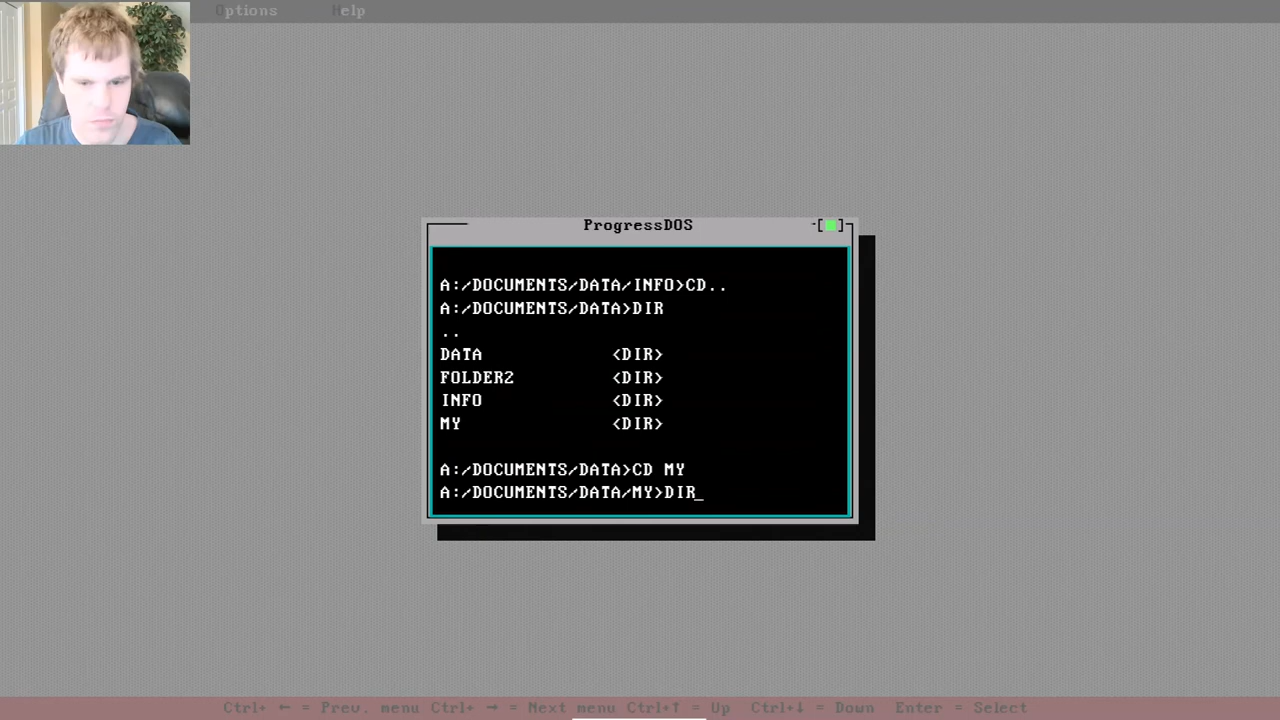 Options Help
ProgressDOS
A:/DOCUMENTS/DATA/INFO>CD..
A:/DOCUMENTS/DATA>DIR
..
DATA <DIR>
FOLDER2 <DIR>
INFO <DIR>
MY <DIR>
A:/DOCUMENTS/DATA>CD MY
A:/DOCUMENTS/DATA/MY>DIR_
Ctrl+ ← = Prev. menu Ctrl+ → = Next menu Ctrl+↑ = Up Ctrl+↓ = Down Enter = Select